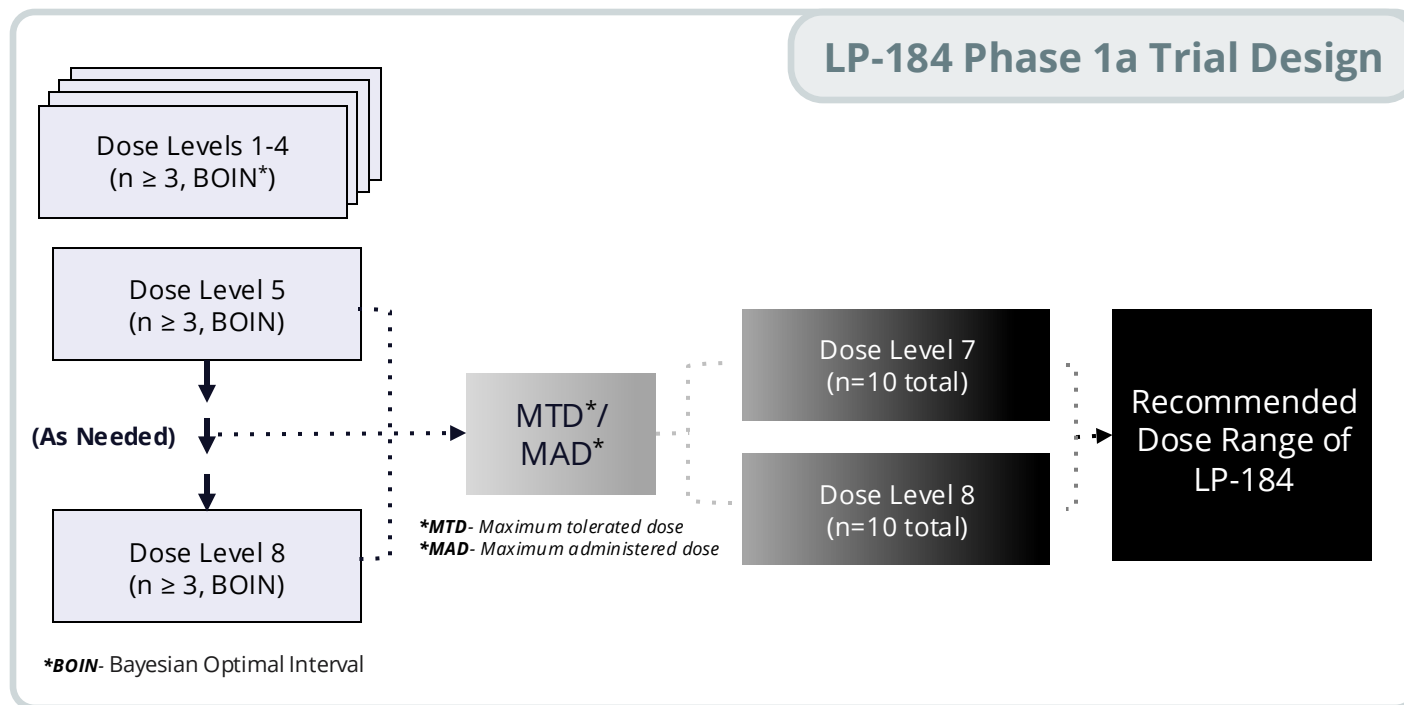 LP-184 Phase 1a Trial Design
Dose Levels 1-4
(n ≥ 3, BOIN*)
Dose Level 5
(n ≥ 3, BOIN)
(As Needed)
Dose Level 8
(n ≥ 3, BOIN)
*BOIN- Bayesian Optimal Interval
MTD*/
MAD*
*MTD- Maximum tolerated dose
*MAD- Maximum administered dose
Dose Level 7
(n=10 total)
Dose Level 8
(n=10 total)
Recommended
Dose Range of
LP-184